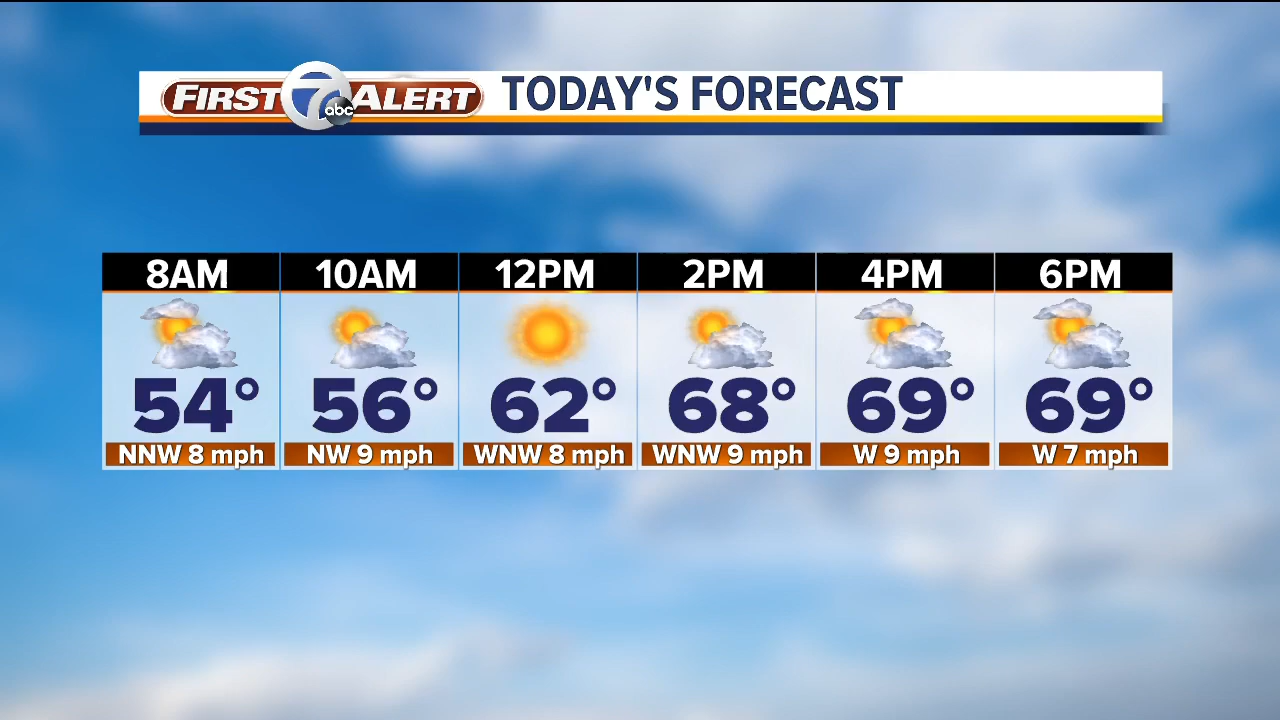 FIRST 7 abc ALERT TODAY'S FORECAST
8AM 10AM 12PM 2PM 4PM 6PM
54° 56° 62° 68° 69° 69°
NNW 8 mph NW 9 mph WNW 8 mph WNW 9 mph W 9 mph W 7 mph